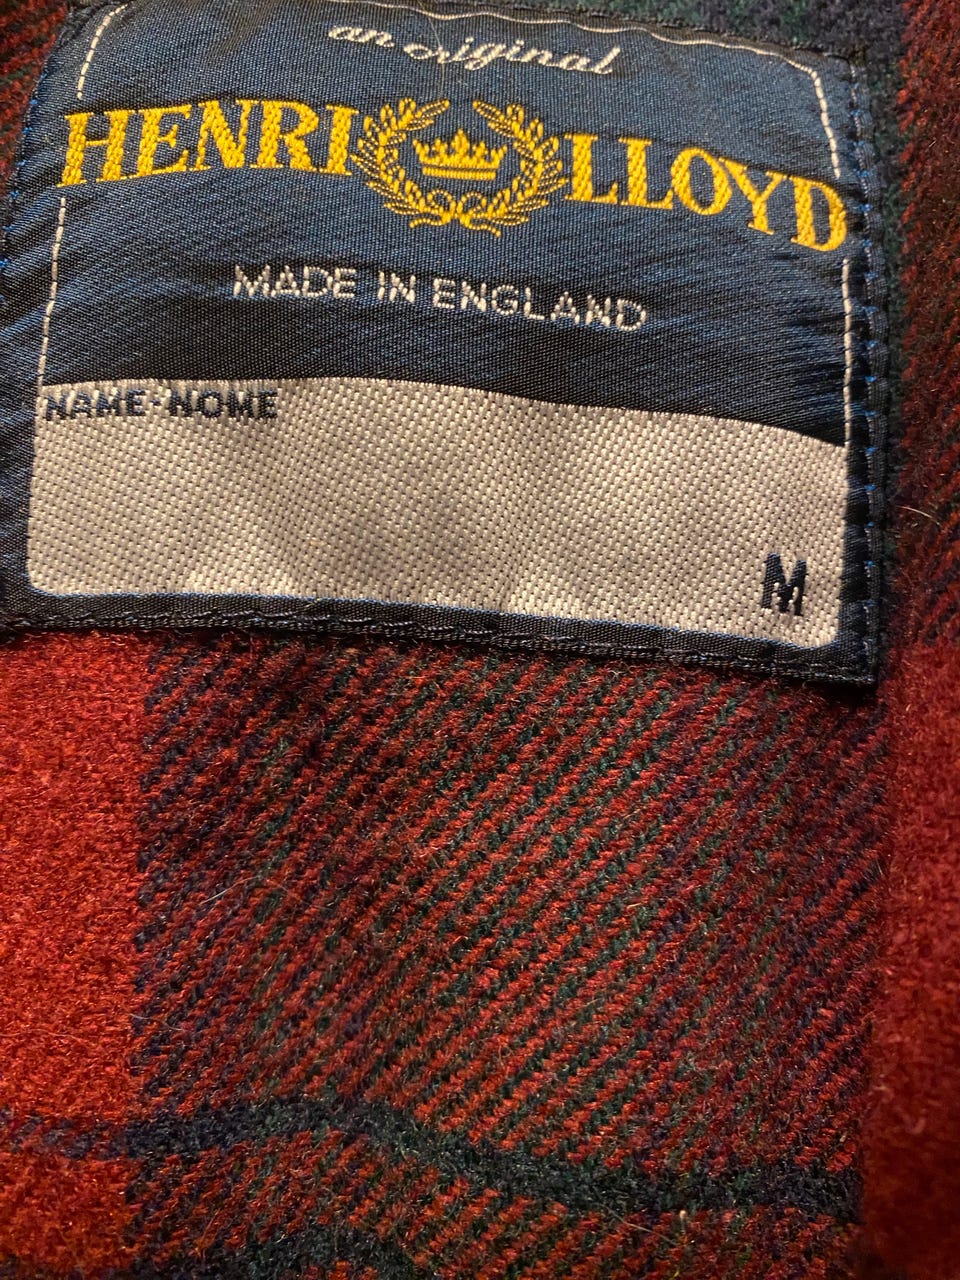 an original
HENRI LLOYD
MADE IN ENGLAND
NAME-NOME
M